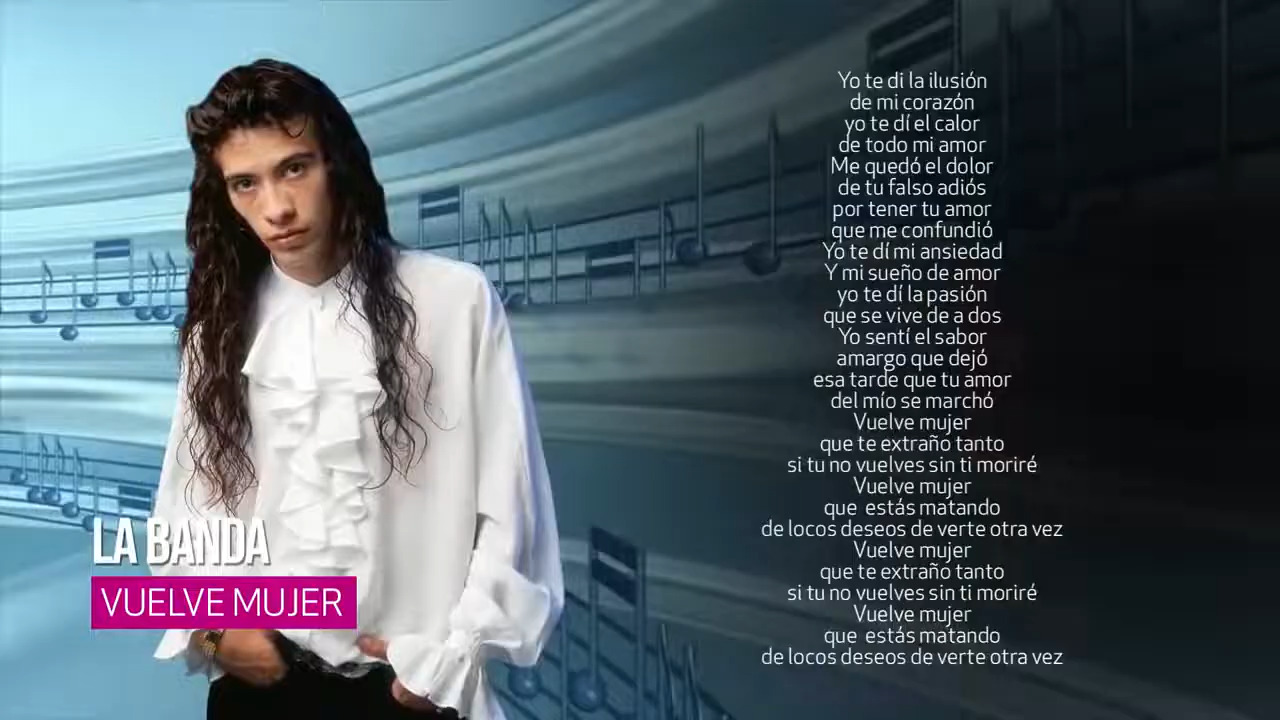 LA BANDA
VUELVE MUJER
Yo te di la ilusión
de mi corazón
yo te dí el calor
de todo mi amor
Me quedó el dolor
de tu falso adiós
por tener tu amor
que me confundió
Yo te dí mi ansiedad
Y mi sueño de amor
yo te dí la pasión
que se vive de a dos
Yo sentí el sabor
amargo que dejó
esa tarde que tu amor
del mío se marchó
Vuelve mujer
que te extraño tanto
si tu no vuelves sin ti moriré
Vuelve mujer
que  estás matando
de locos deseos de verte otra vez
Vuelve mujer
que te extraño tanto
si tu no vuelves sin ti moriré
Vuelve mujer
que  estás matando
de locos deseos de verte otra vez